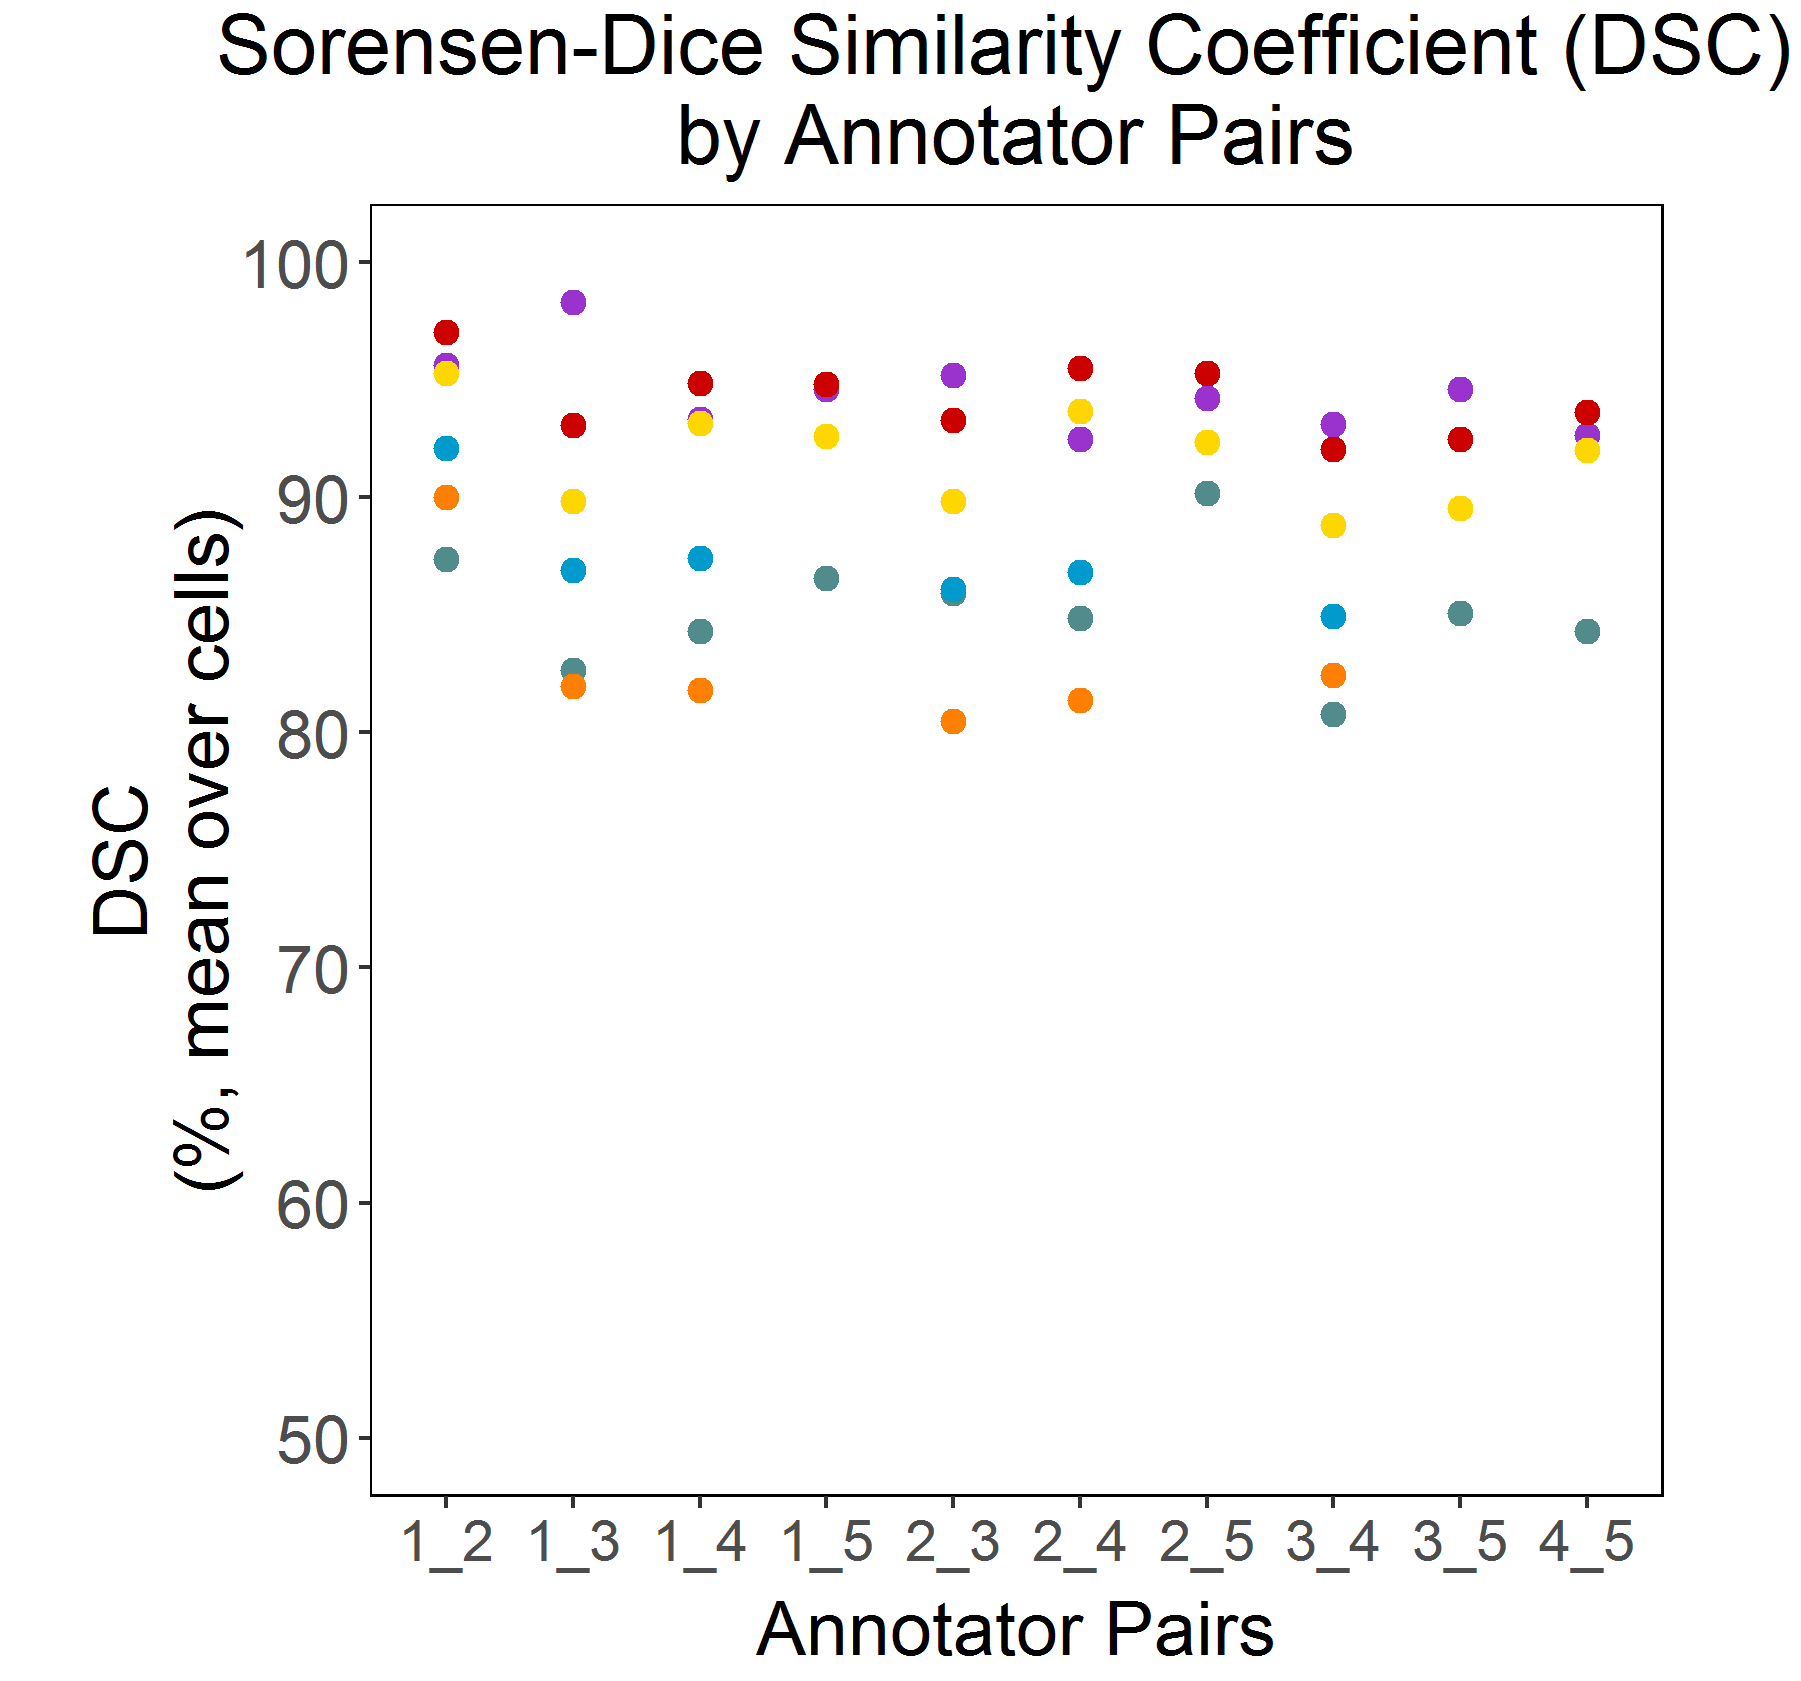 Sorensen-Dice Similarity Coefficient (DSC)
by Annotator Pairs
DSC
(%, mean over cells)
100
90
80
70
60
50
1_2 1_3 1_4 1_5 2_3 2_4 2_5 3_4 3_5 4_5
Annotator Pairs